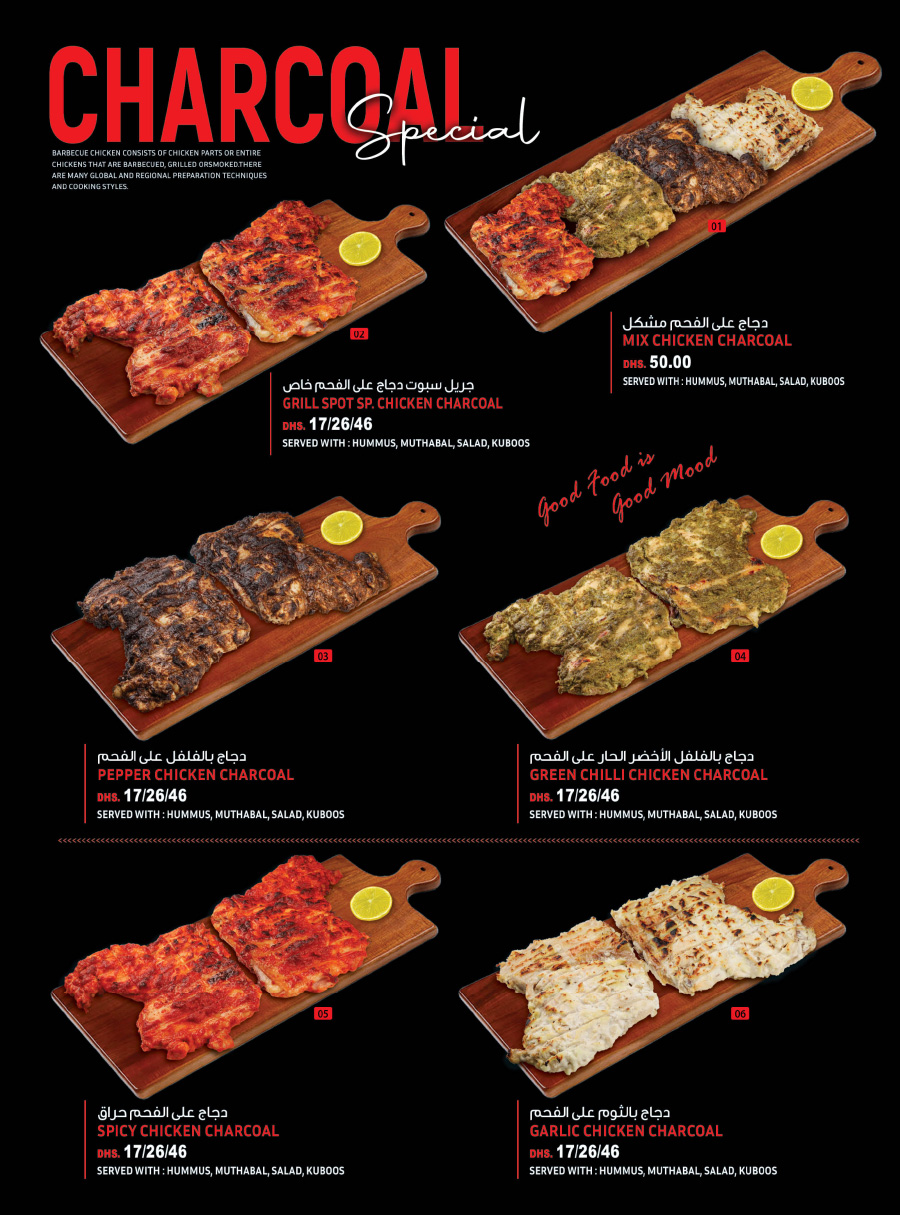 CHARCOAL
Special
BARBECUE CHICKEN CONSISTS OF CHICKEN PARTS OR ENTIRE
CHICKENS THAT ARE BARBECUED, GRILLED ORSMOKED.THERE
ARE MANY GLOBAL AND REGIONAL PREPARATION TECHNIQUES
AND COOKING STYLES.
01
دجاج على الفحم مشكل
MIX CHICKEN CHARCOAL
DHS. 50.00
SERVED WITH : HUMMUS, MUTHABAL, SALAD, KUBOOS
02
جريل سبوت دجاج على الفحم خاص
GRILL SPOT SP. CHICKEN CHARCOAL
DHS. 17/26/46
SERVED WITH : HUMMUS, MUTHABAL, SALAD, KUBOOS
Good Food is
Good Mood
03
دجاج بالفلفل على الفحم
PEPPER CHICKEN CHARCOAL
DHS. 17/26/46
SERVED WITH : HUMMUS, MUTHABAL, SALAD, KUBOOS
04
دجاج بالفلفل الأخضر الحار على الفحم
GREEN CHILLI CHICKEN CHARCOAL
DHS. 17/26/46
SERVED WITH : HUMMUS, MUTHABAL, SALAD, KUBOOS
05
دجاج على الفحم حراق
SPICY CHICKEN CHARCOAL
DHS. 17/26/46
SERVED WITH : HUMMUS, MUTHABAL, SALAD, KUBOOS
06
دجاج بالثوم على الفحم
GARLIC CHICKEN CHARCOAL
DHS. 17/26/46
SERVED WITH : HUMMUS, MUTHABAL, SALAD, KUBOOS